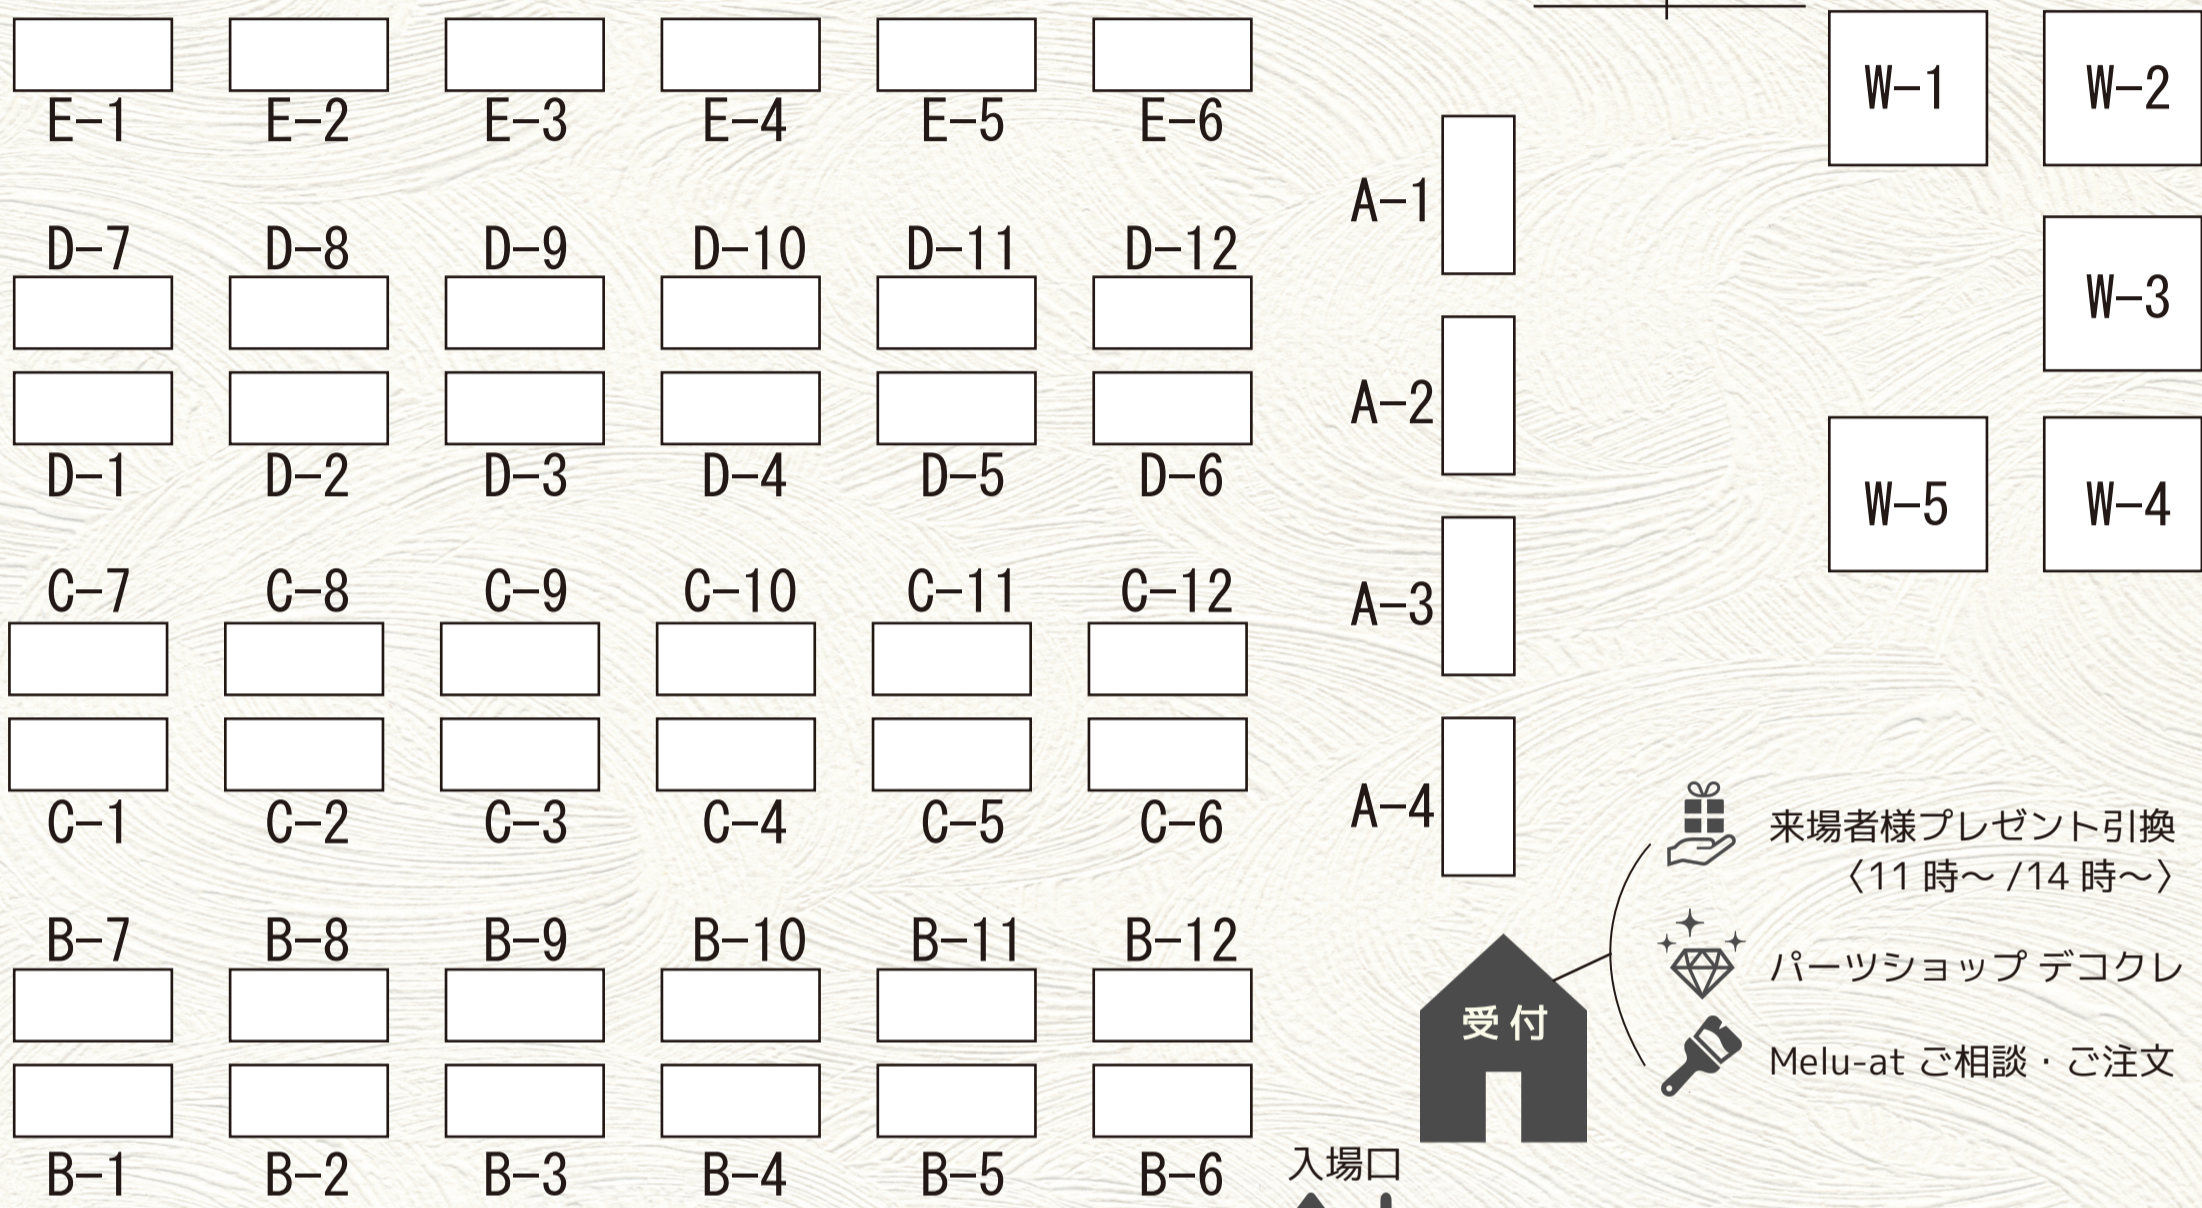 E-1 E-2 E-3 E-4 E-5 E-6
W-1 W-2
A-1
D-7 D-8 D-9 D-10 D-11 D-12
W-3
A-2
D-1 D-2 D-3 D-4 D-5 D-6
W-5 W-4
C-7 C-8 C-9 C-10 C-11 C-12
A-3
C-1 C-2 C-3 C-4 C-5 C-6
A-4
来場者様プレゼント引換
〈11時〜/14時〜〉
B-7 B-8 B-9 B-10 B-11 B-12
パーツショップ デコクレ
受付
Melu-at ご相談・ご注文
B-1 B-2 B-3 B-4 B-5 B-6
入場口